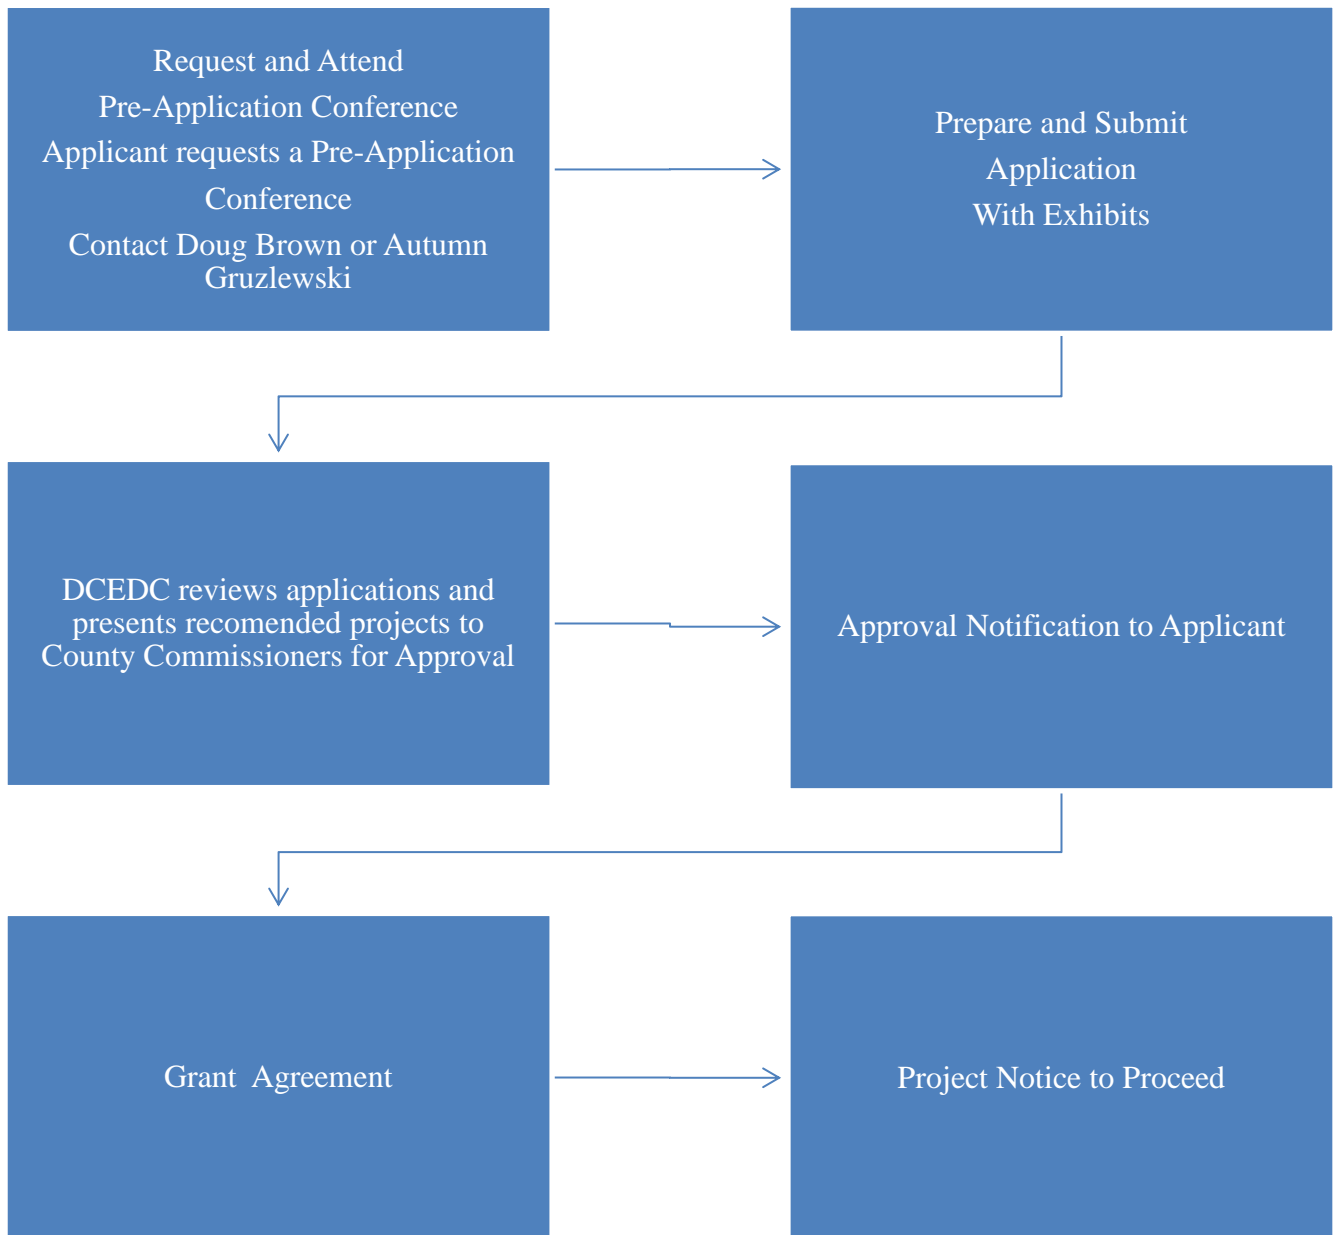 Request and Attend
Pre-Application Conference
Applicant requests a Pre-Application
Conference
Contact Doug Brown or Autumn
Gruzlewski
Prepare and Submit
Application
With Exhibits
DCEDC reviews applications and
presents recomended projects to
County Commissioners for Approval
Approval Notification to Applicant
Grant  Agreement
Project Notice to Proceed